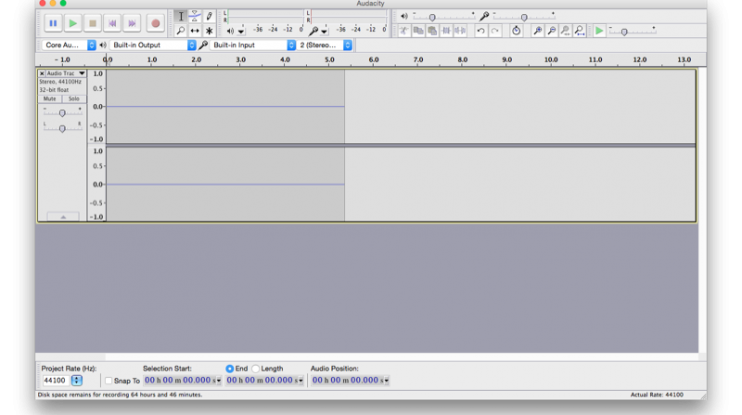 Audacity
L
R
L
R
-36 -24 -12 0
-36 -24 -12 0
Core Au... Built-in Output Built-in Input 2 (Stereo...
- 1.0 0.0 1.0 2.0 3.0 4.0 5.0 6.0 7.0 8.0 9.0 10.0 11.0 12.0 13.0
Audio Trac
Stereo, 44100Hz
32-bit float
Mute Solo
- +
L R
1.0
0.5
0.0
-0.5
-1.0
1.0
0.5
0.0
-0.5
-1.0
Project Rate (Hz): Selection Start: End Length Audio Position:
44100 Snap To 00 h 00 m 00.000 s 00 h 00 m 00.000 s 00 h 00 m 00.000 s
Disk space remains for recording 64 hours and 46 minutes. Actual Rate: 44100